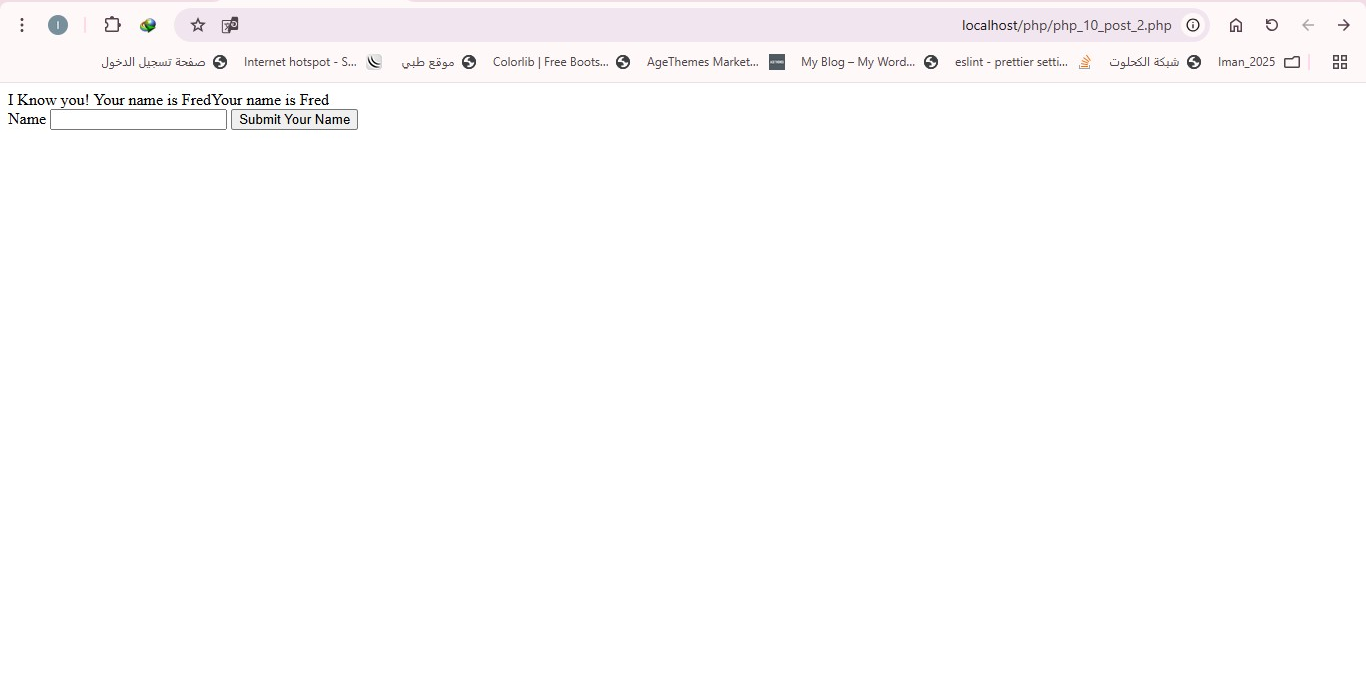 localhost/php/php_10_post_2.php
صفحة تسجيل الدخول Internet hotspot - S... موقع طبي Colorlib | Free Boots... AgeThemes Market... My Blog – My Word... eslint - prettier setti... شبكة الكحلوت Iman_2025
I Know you! Your name is FredYour name is Fred
Name Submit Your Name